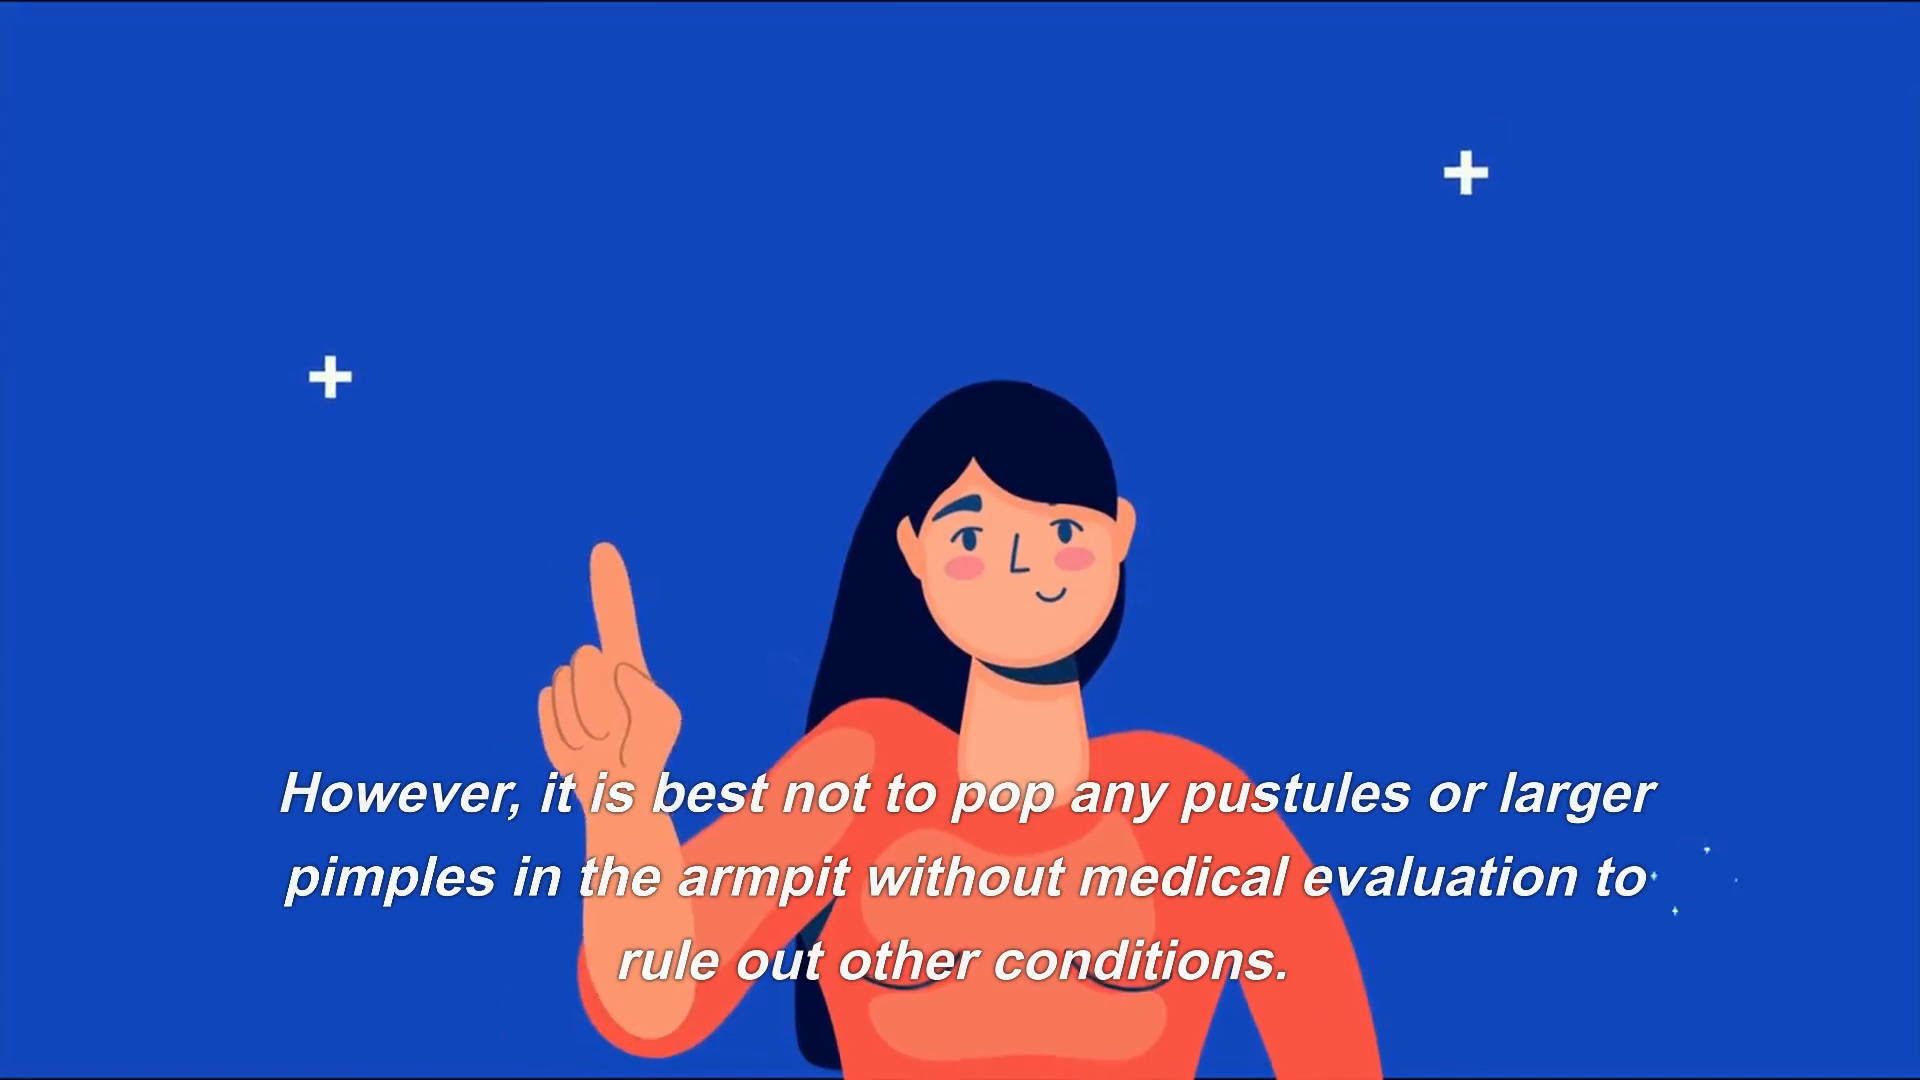 However, it is best not to pop any pustules or larger
pimples in the armpit without medical evaluation to
rule out other conditions.